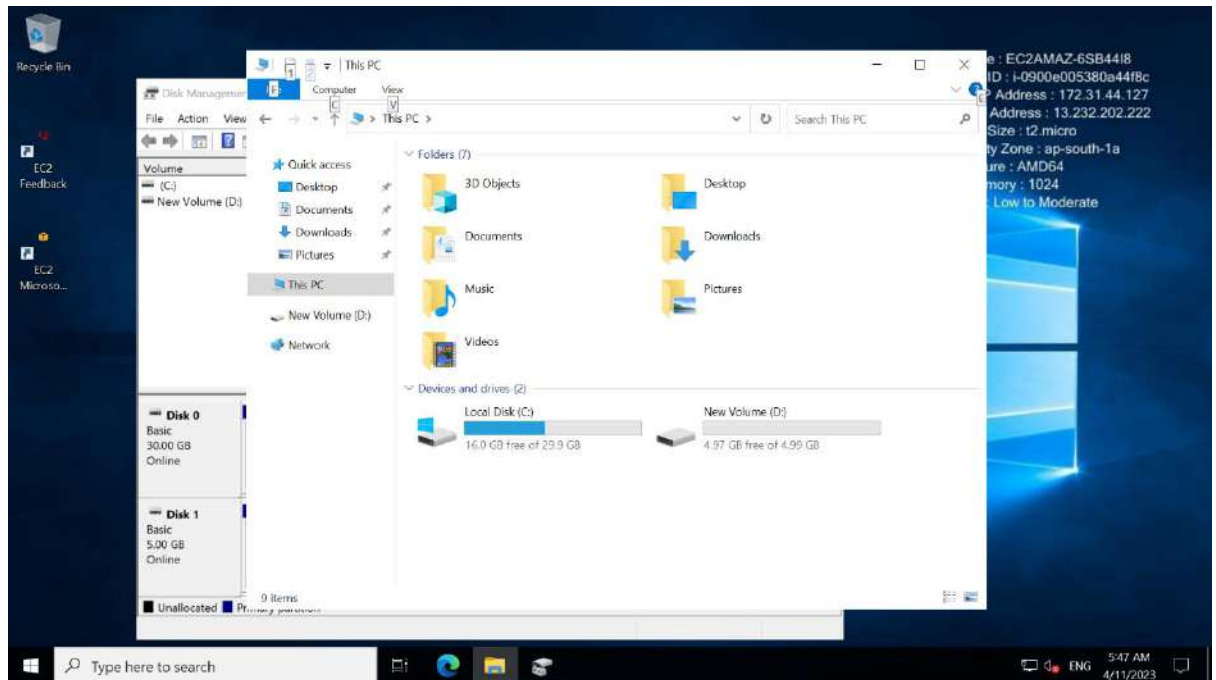 Recycle Bin
EC2
Feedback
EC2
Microso...
e : EC2AMAZ-6SB44I8
ID : i-0900e005380a44f8c
P Address : 172.31.44.127
Address : 13.232.202.222
Size : t2.micro
ty Zone : ap-south-1a
ure : AMD64
mory : 1024
: Low to Moderate
Disk Managemen
File Action View
Volume
(C:)
New Volume (D:)
Disk 0
Basic
30.00 GB
Online
Disk 1
Basic
5.00 GB
Online
Unallocated
1
2
This PC
F
Computer
View
C
V
This PC
Search This PC
Quick access
Desktop
Documents
Downloads
Pictures
This PC
New Volume (D:)
Network
Folders (7)
3D Objects
Desktop
Documents
Downloads
Music
Pictures
Videos
Devices and drives (2)
Local Disk (C:)
16.0 GB free of 29.9 GB
New Volume (D:)
4.97 GB free of 4.99 GB
9 items
Type here to search
ENG
5:47 AM
4/11/2023